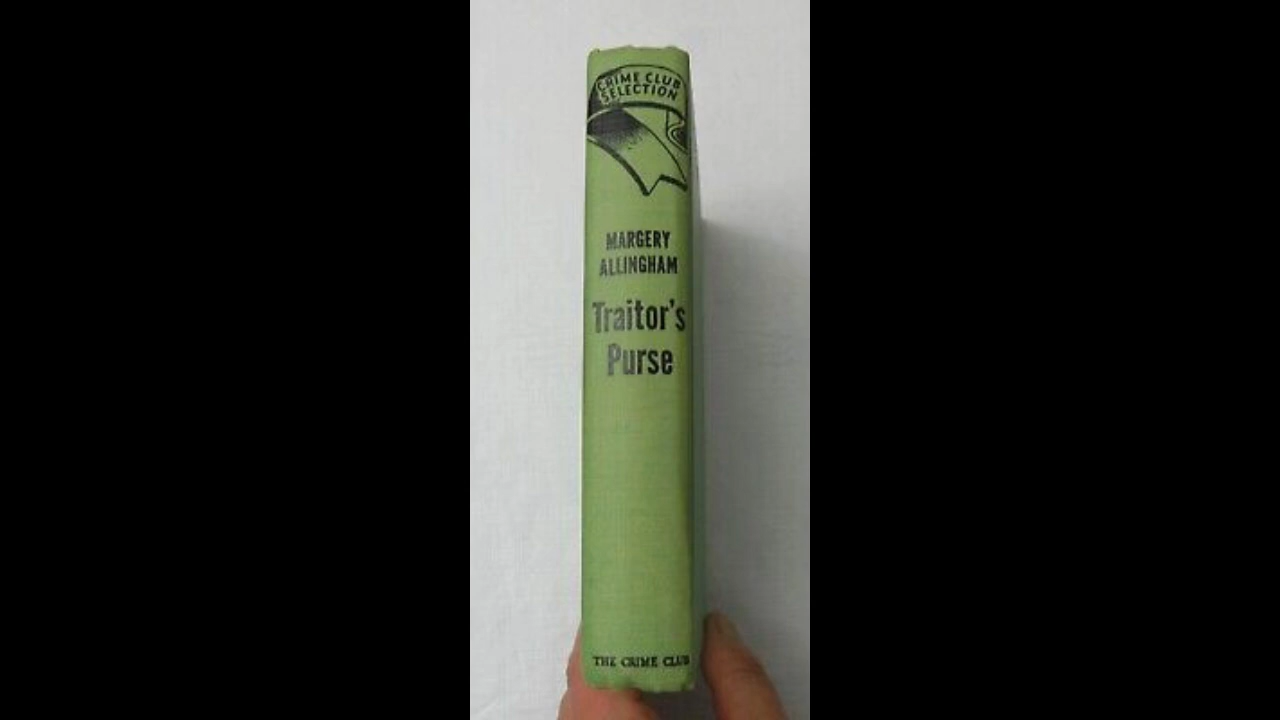 CRIME CLUB
SELECTION
MARGERY
ALLINGHAM
Traitor's
Purse
THE CRIME CLUB